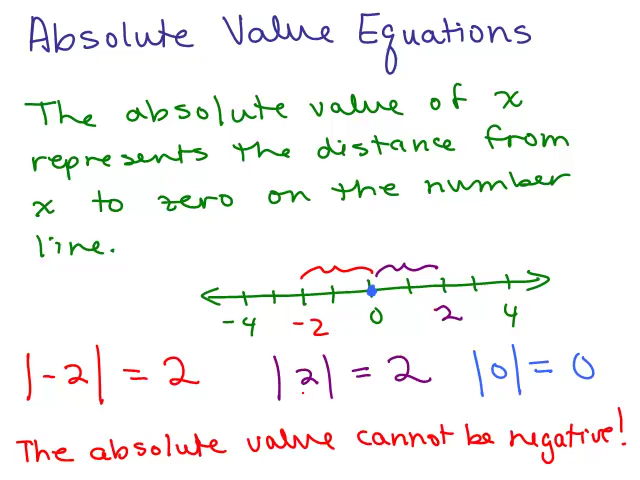 Absolute Value Equations
The absolute value of x
represents the distance from
x to zero on the number
line.
-4 -2 0 2 4
|-2| = 2 |2| = 2 |0| = 0
The absolute value cannot be negative!